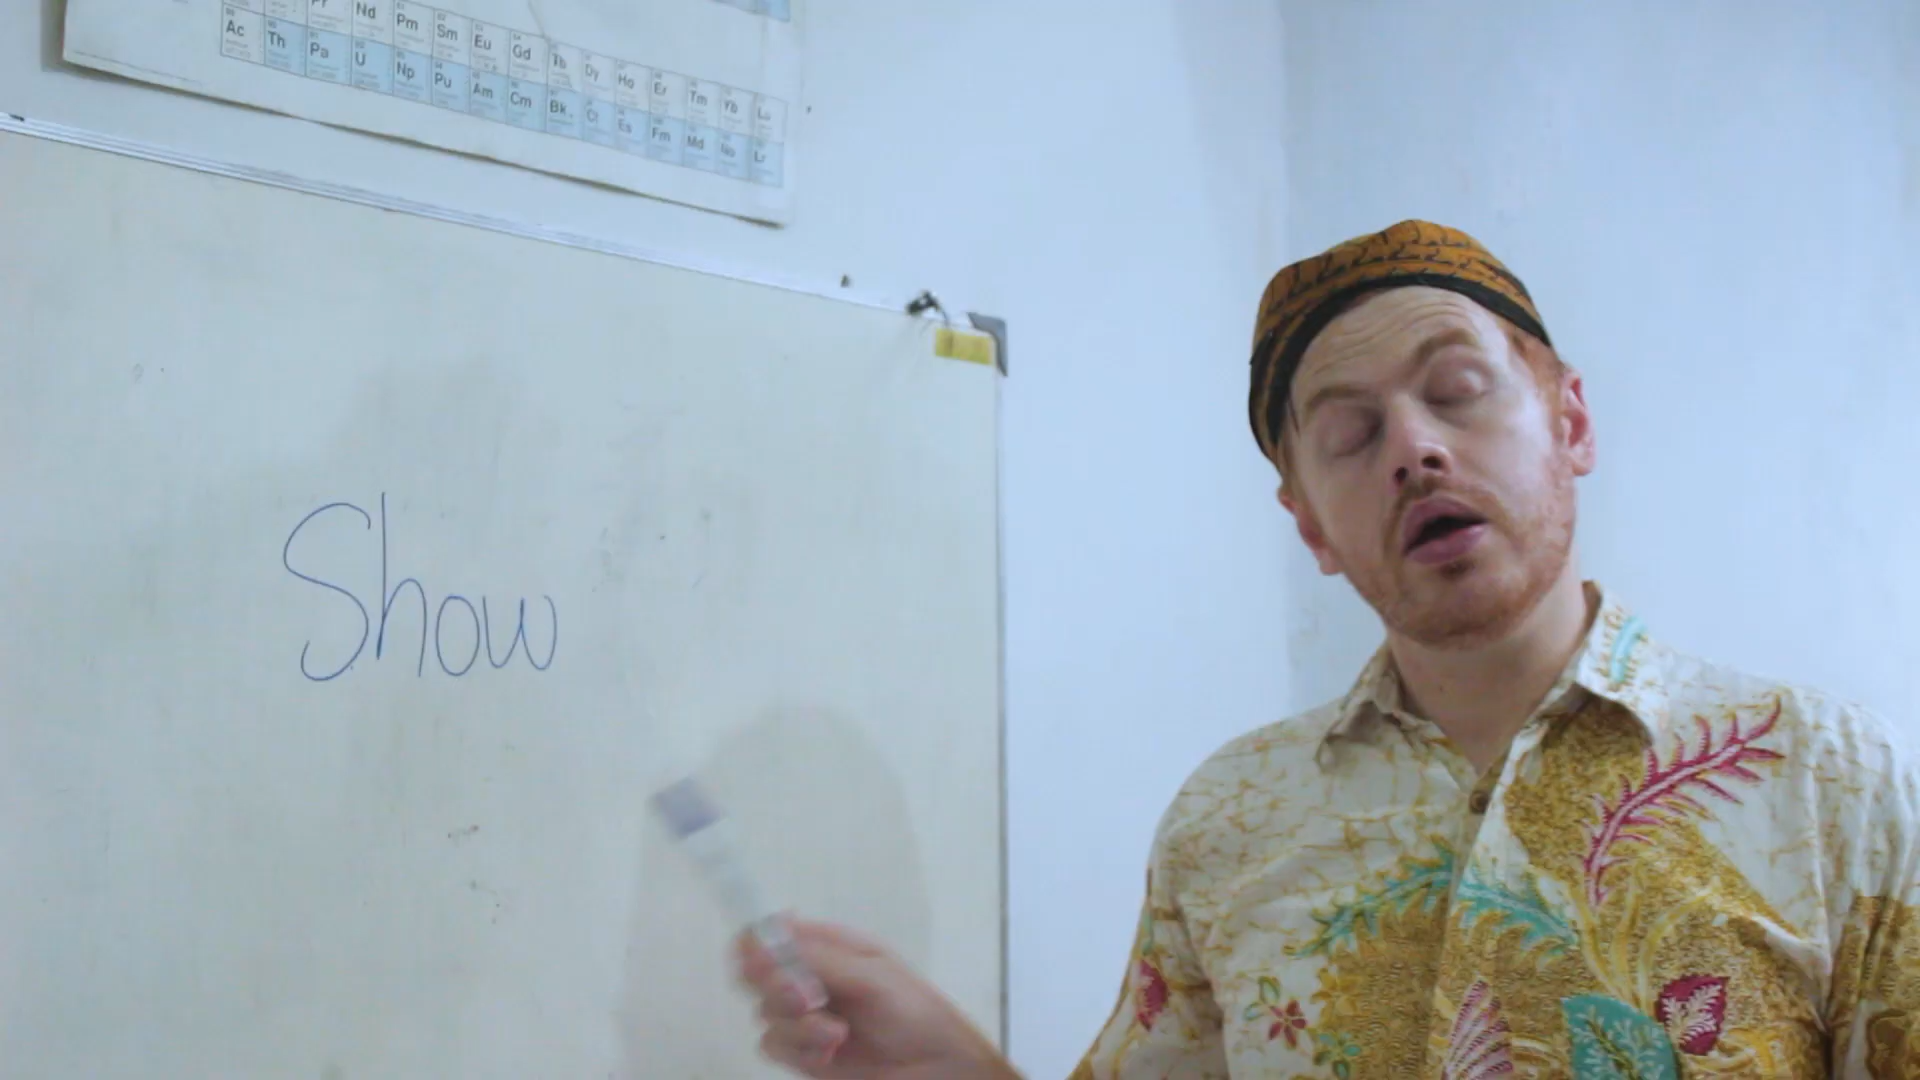 Pr Nd Pm Sm Eu Gd Tb Dy Ho Er Tm Yb Lu
Ac Th Pa U Np Pu Am Cm Bk Cf Es Fm Md No Lr
Show